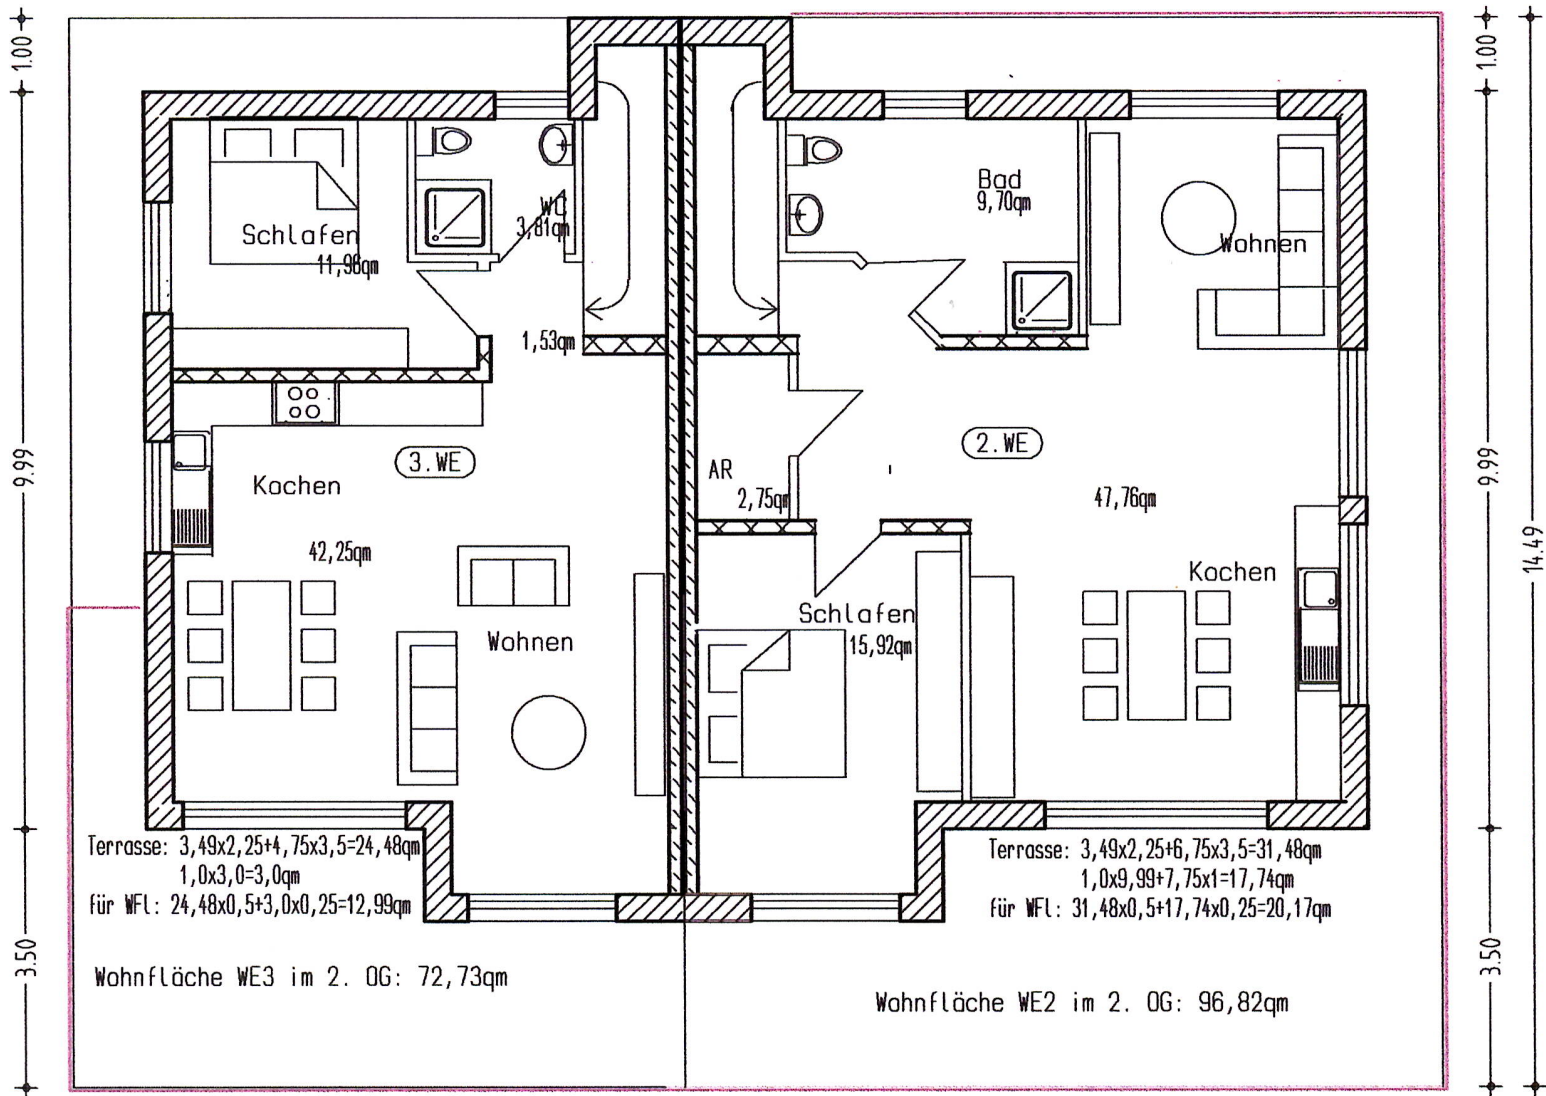 1.00
9.99
3.50
1.00
9.99
3.50
14.49
Schlafen
11,96qm
WC
3,81qm
1,53qm
Bad
9,70qm
Wohnen
3.WE
Kochen
42,25qm
Wohnen
AR
2,75qm
2.WE
47,76qm
Kochen
Schlafen
15,92qm
Terrasse: 3,49x2,25+4,75x3,5=24,48qm
1,0x3,0=3,0qm
für WFl: 24,48x0,5+3,0x0,25=12,99qm
Wohnfläche WE3 im 2. OG: 72,73qm
Terrasse: 3,49x2,25+6,75x3,5=31,48qm
1,0x9,99+7,75x1=17,74qm
für WFl: 31,48x0,5+17,74x0,25=20,17qm
Wohnfläche WE2 im 2. OG: 96,82qm